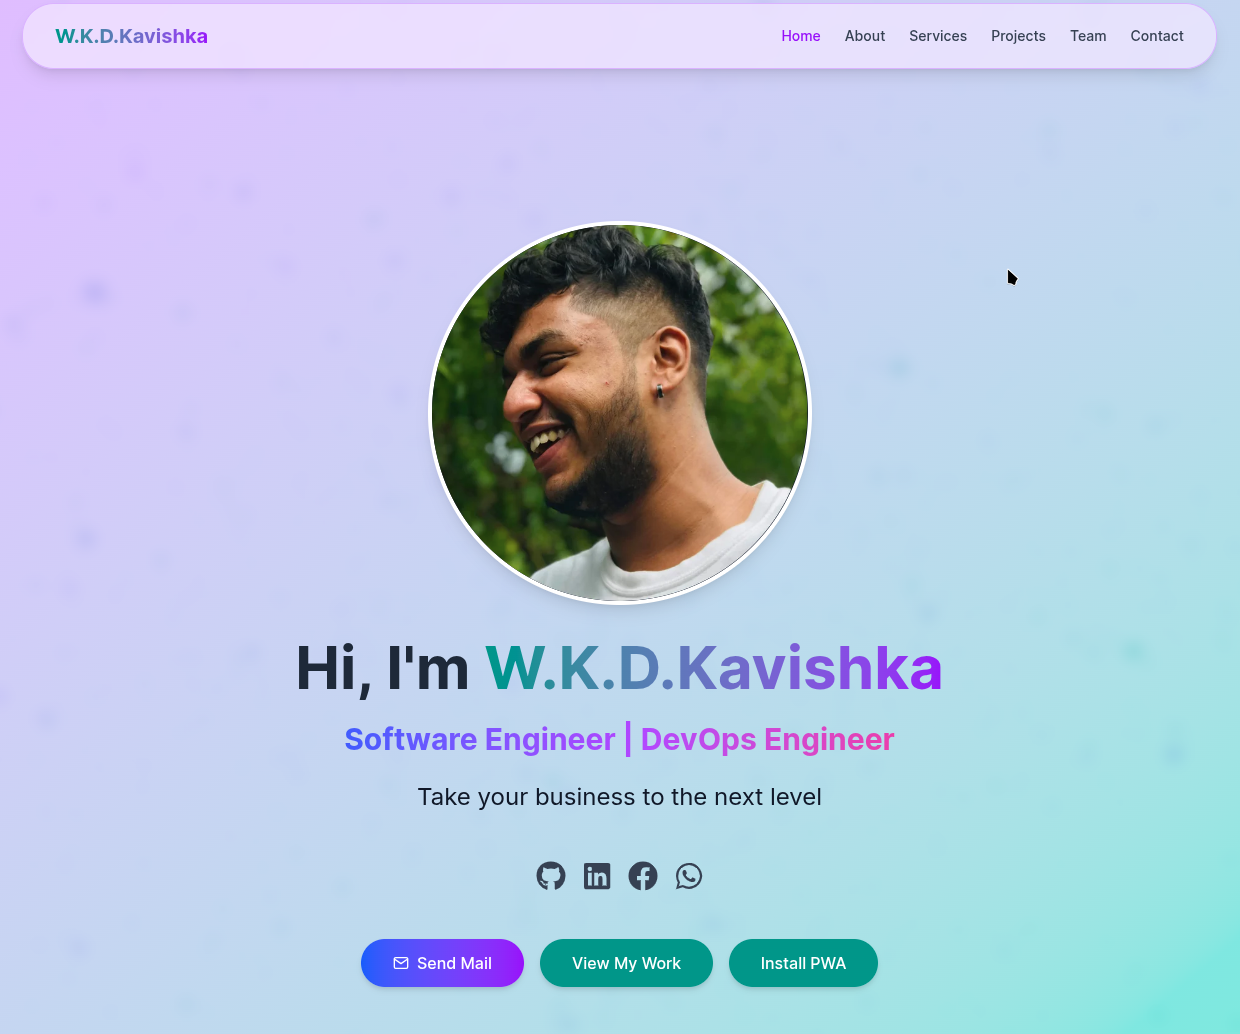 W.K.D.Kavishka
Home About Services Projects Team Contact
Hi, I'm W.K.D.Kavishka
Software Engineer | DevOps Engineer
Take your business to the next level
Send Mail View My Work Install PWA